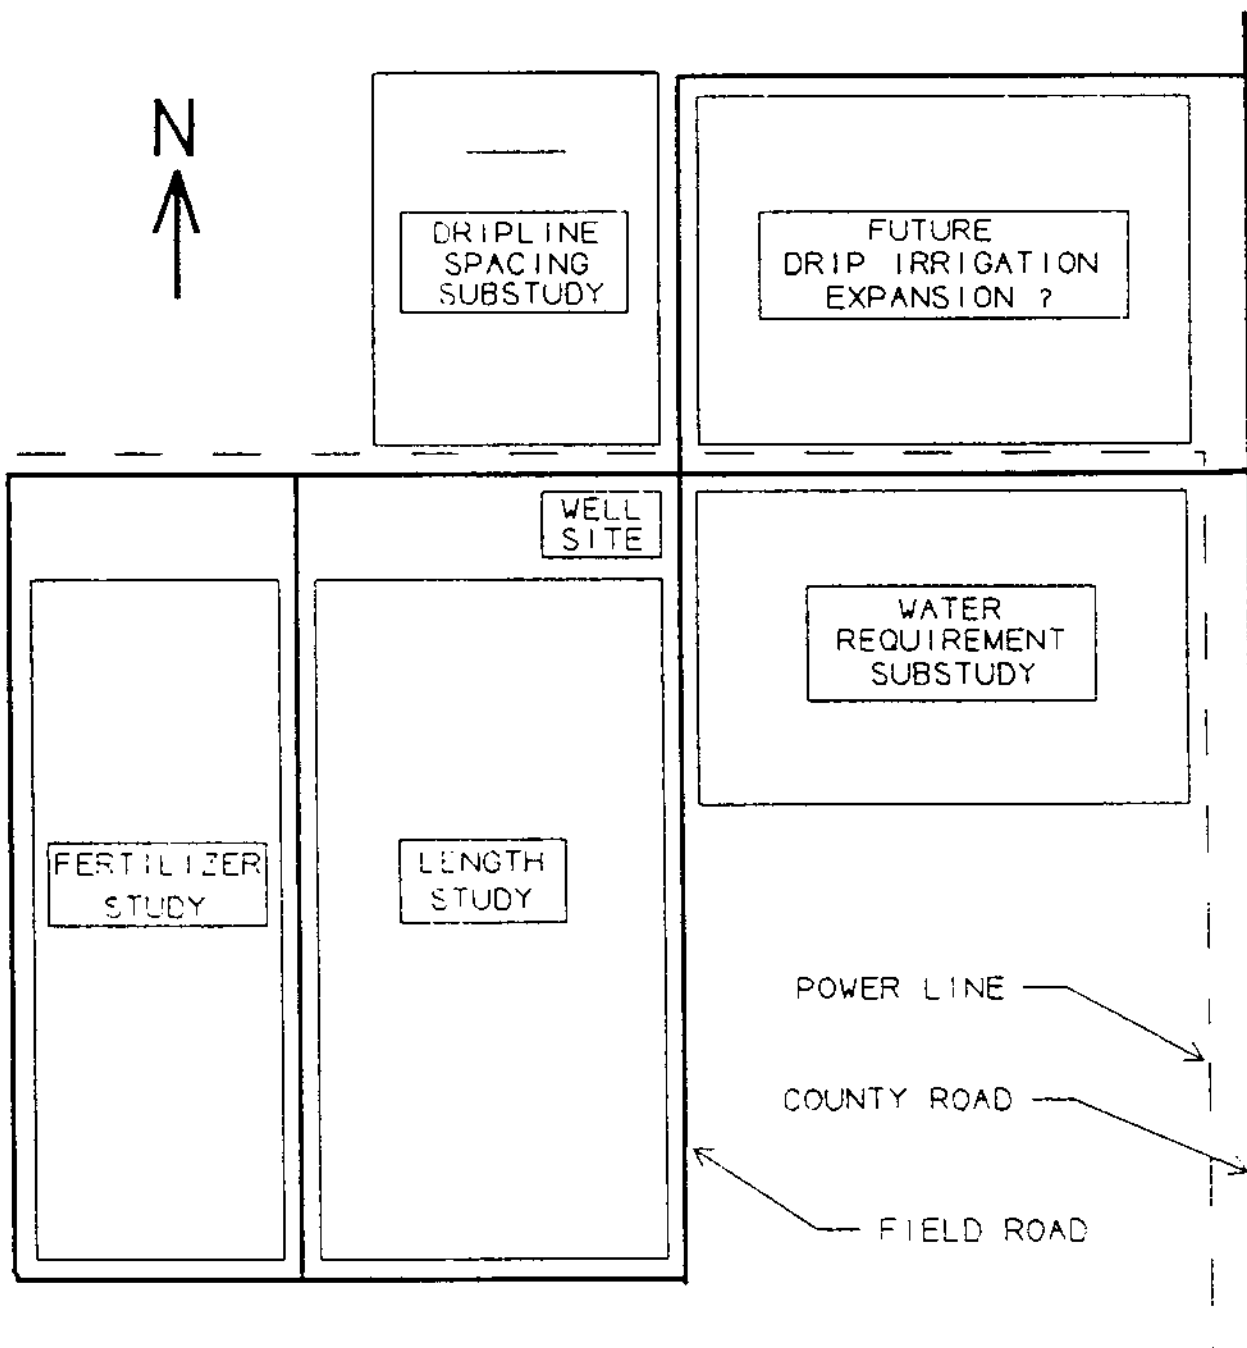 N
DRIPLINE
SPACING
SUBSTUDY
FUTURE
DRIP IRRIGATION
EXPANSION ?
WELL
SITE
WATER
REQUIREMENT
SUBSTUDY
FERTILIZER
STUDY
LENGTH
STUDY
POWER LINE
COUNTY ROAD
FIELD ROAD